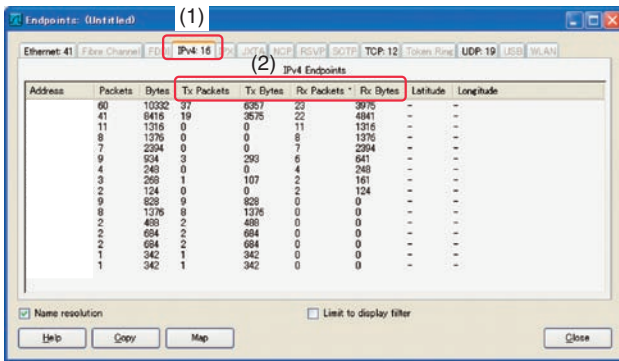 Endpoints: (Untitled)
(1)
Ethernet: 41 Fibre Channel FDDI IPv4: 16 IPX JXTA NCP RSVP SCTP TCP: 12 Token Ring UDP: 19 USB WLAN
(2)
IPv4 Endpoints
Address Packets Bytes Tx Packets Tx Bytes Rx Packets Rx Bytes Latitude Longitude
60 10332 37 6357 23 3975 - -
41 8416 19 3575 22 4841 - -
11 1316 0 0 11 1316 - -
8 1376 0 0 8 1376 - -
7 2394 0 0 7 2394 - -
9 934 3 293 6 641 - -
4 248 0 0 4 248 - -
3 268 1 107 2 161 - -
2 124 0 0 2 124 - -
9 828 9 828 0 0 - -
8 1376 8 1376 0 0 - -
2 488 2 488 0 0 - -
2 684 2 684 0 0 - -
2 684 2 684 0 0 - -
1 342 1 342 0 0 - -
1 342 1 342 0 0 - -
Name resolution Limit to display filter
Help Copy Map Close